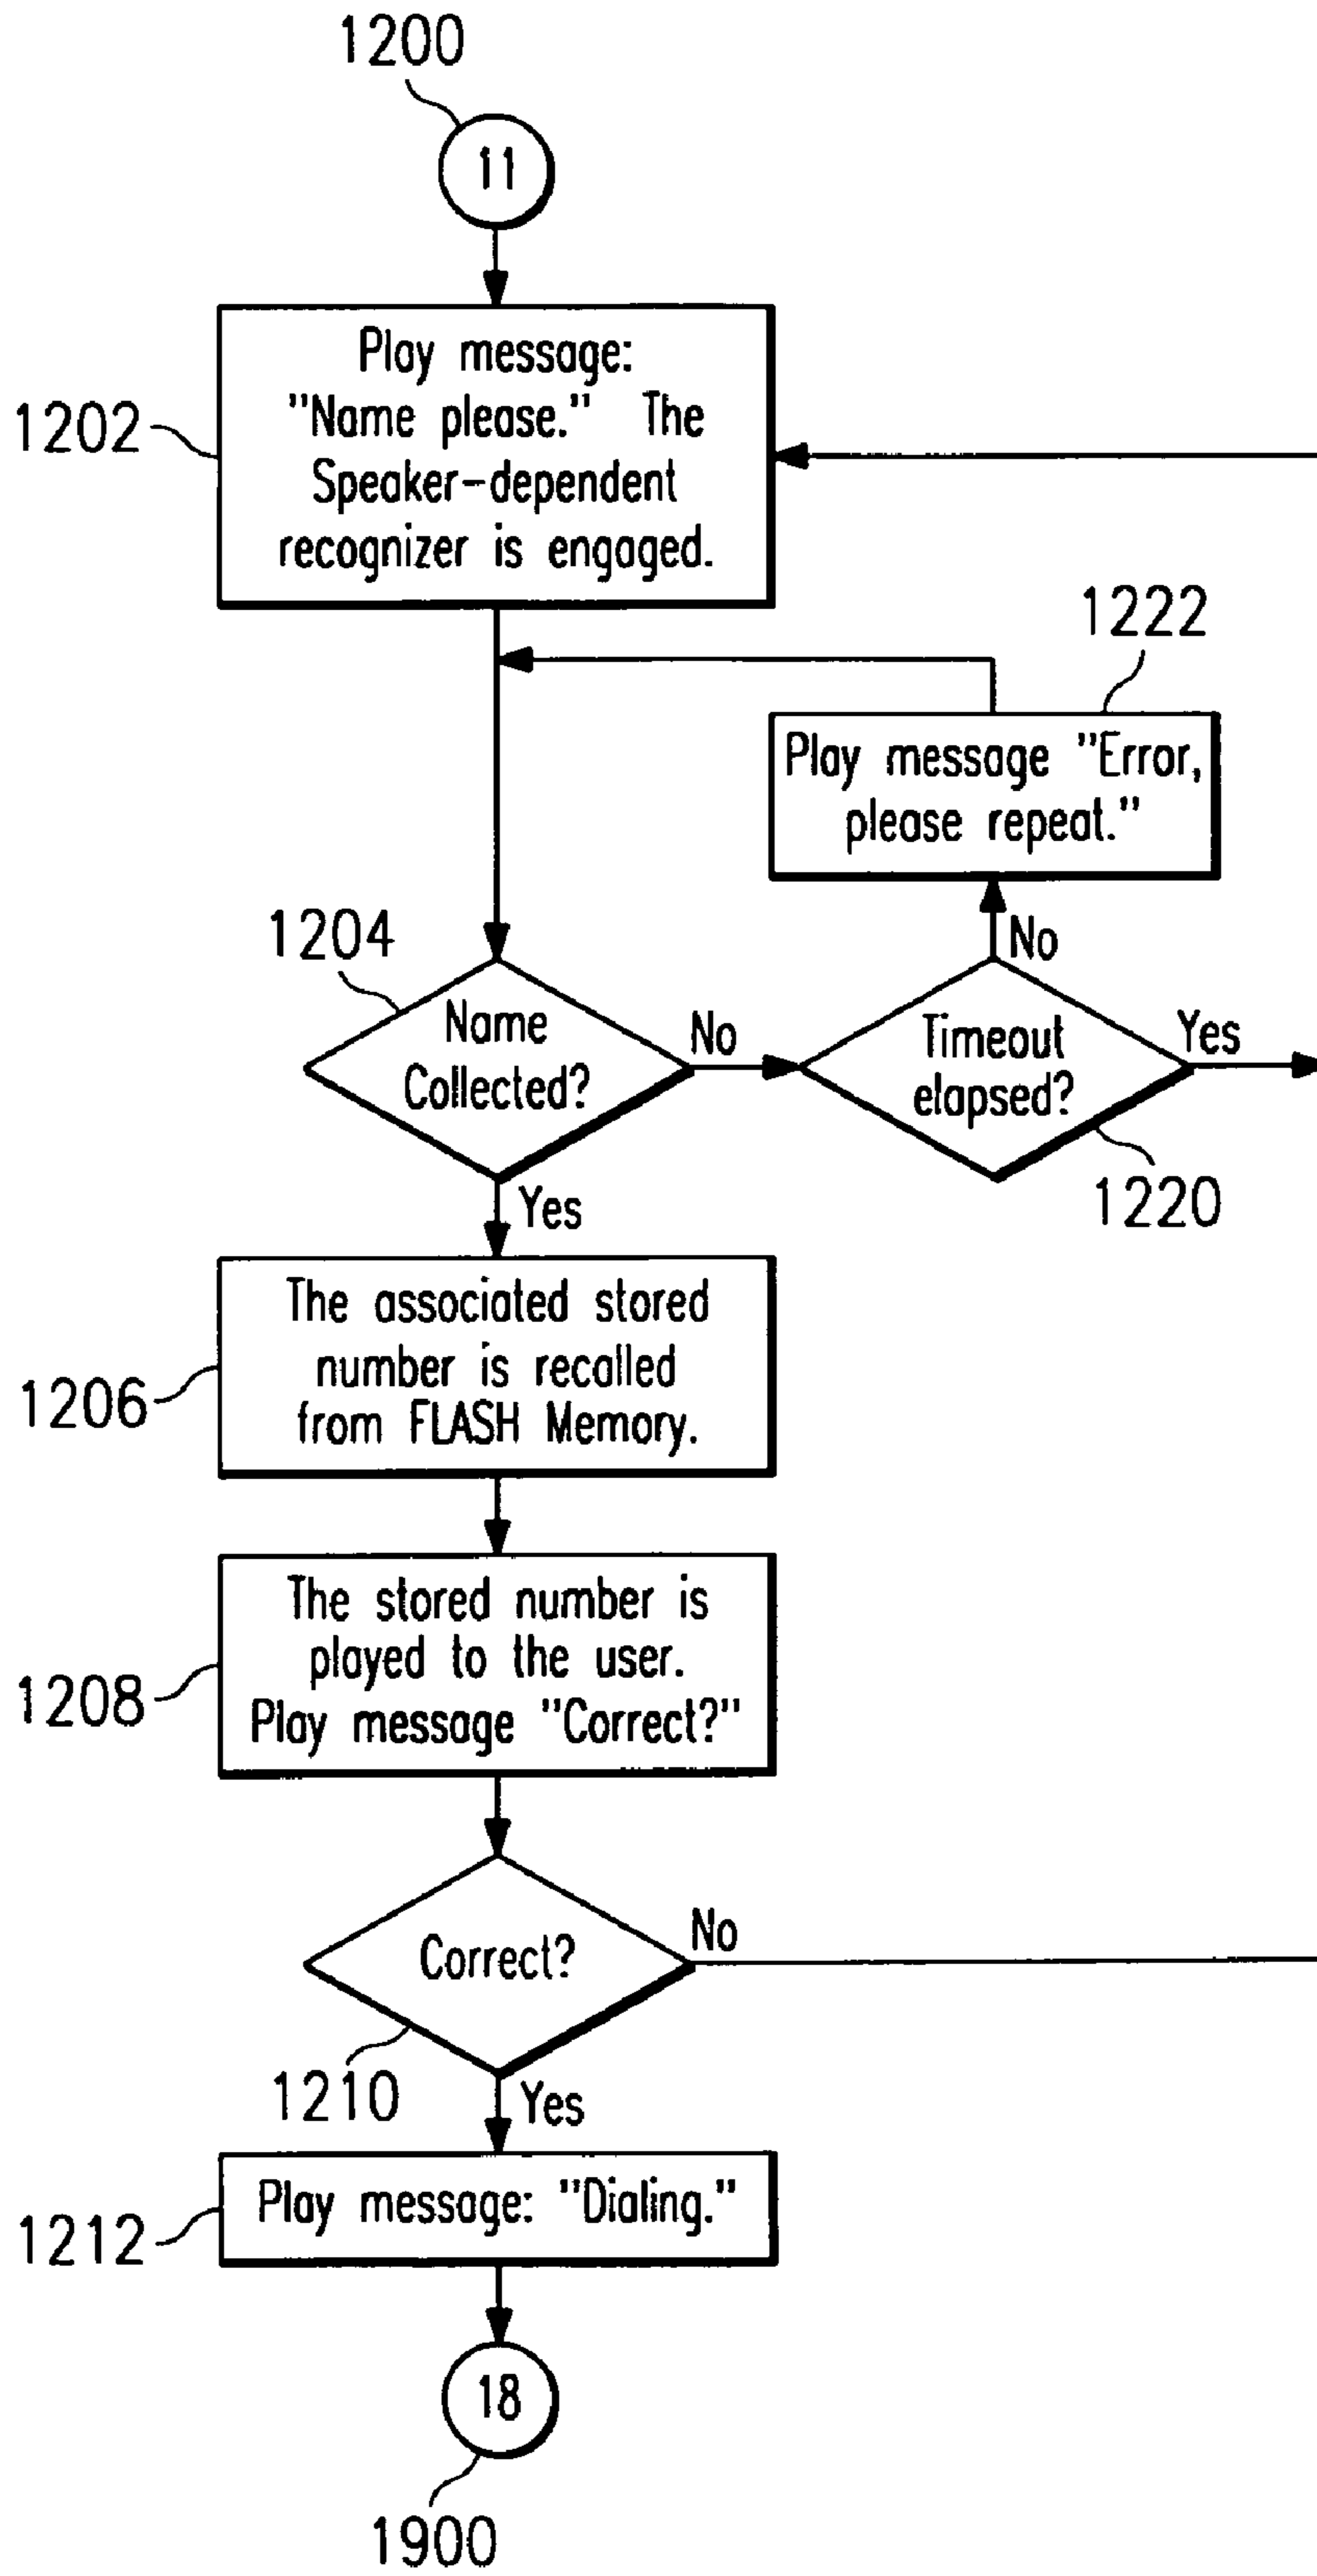 1200
11
1202
Play message:
"Name please." The
Speaker-dependent
recognizer is engaged.
1222
Play message "Error,
please repeat."
No
1204
Name
Collected?
No
Timeout
elapsed?
Yes
1220
Yes
1206
The associated stored
number is recalled
from FLASH Memory.
1208
The stored number is
played to the user.
Play message "Correct?"
Correct?
No
1210
Yes
1212
Play message: "Dialing."
18
1900